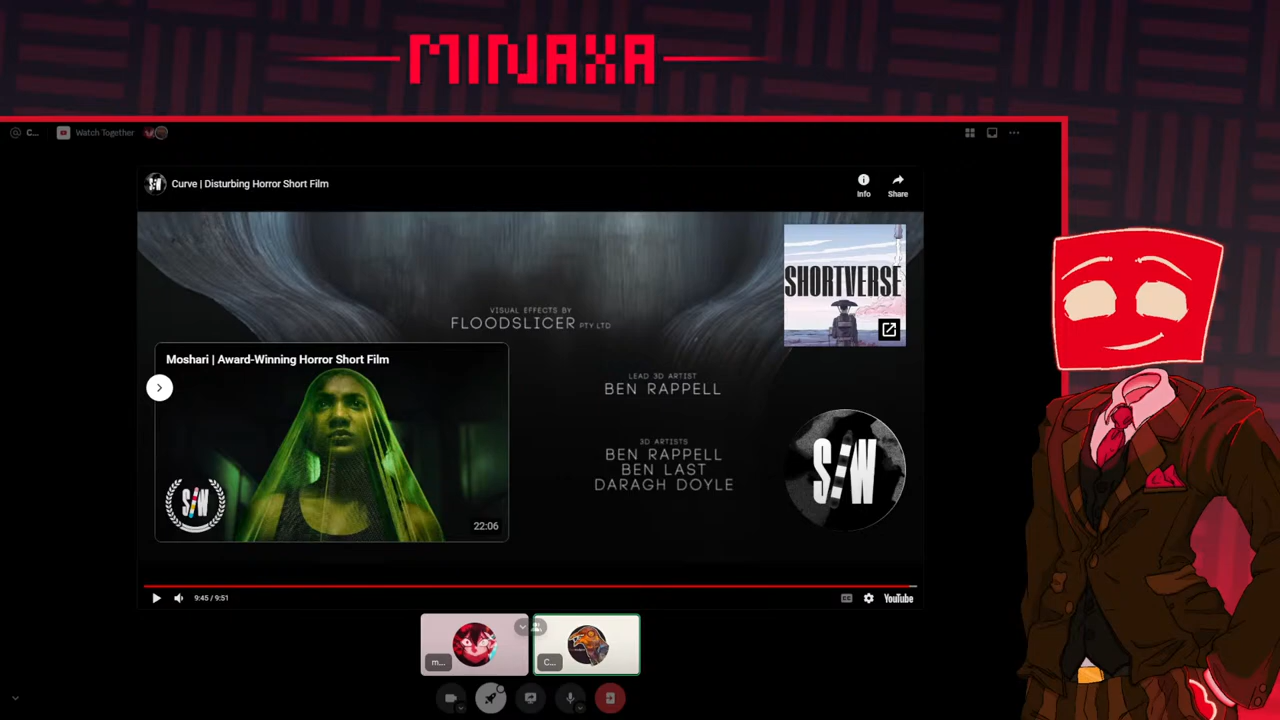 MINAXA
C...
Watch Together
Curve | Disturbing Horror Short Film
Info
Share
SHORTVERSE
VISUAL EFFECTS BY
FLOODSLICER PTY LTD
Moshari | Award-Winning Horror Short Film
LEAD 3D ARTIST
BEN RAPPELL
3D ARTISTS
BEN RAPPELL
BEN LAST
DARAGH DOYLE
S/W
S/W
22:06
9:45 / 9:51
CC
YouTube
m...
C...